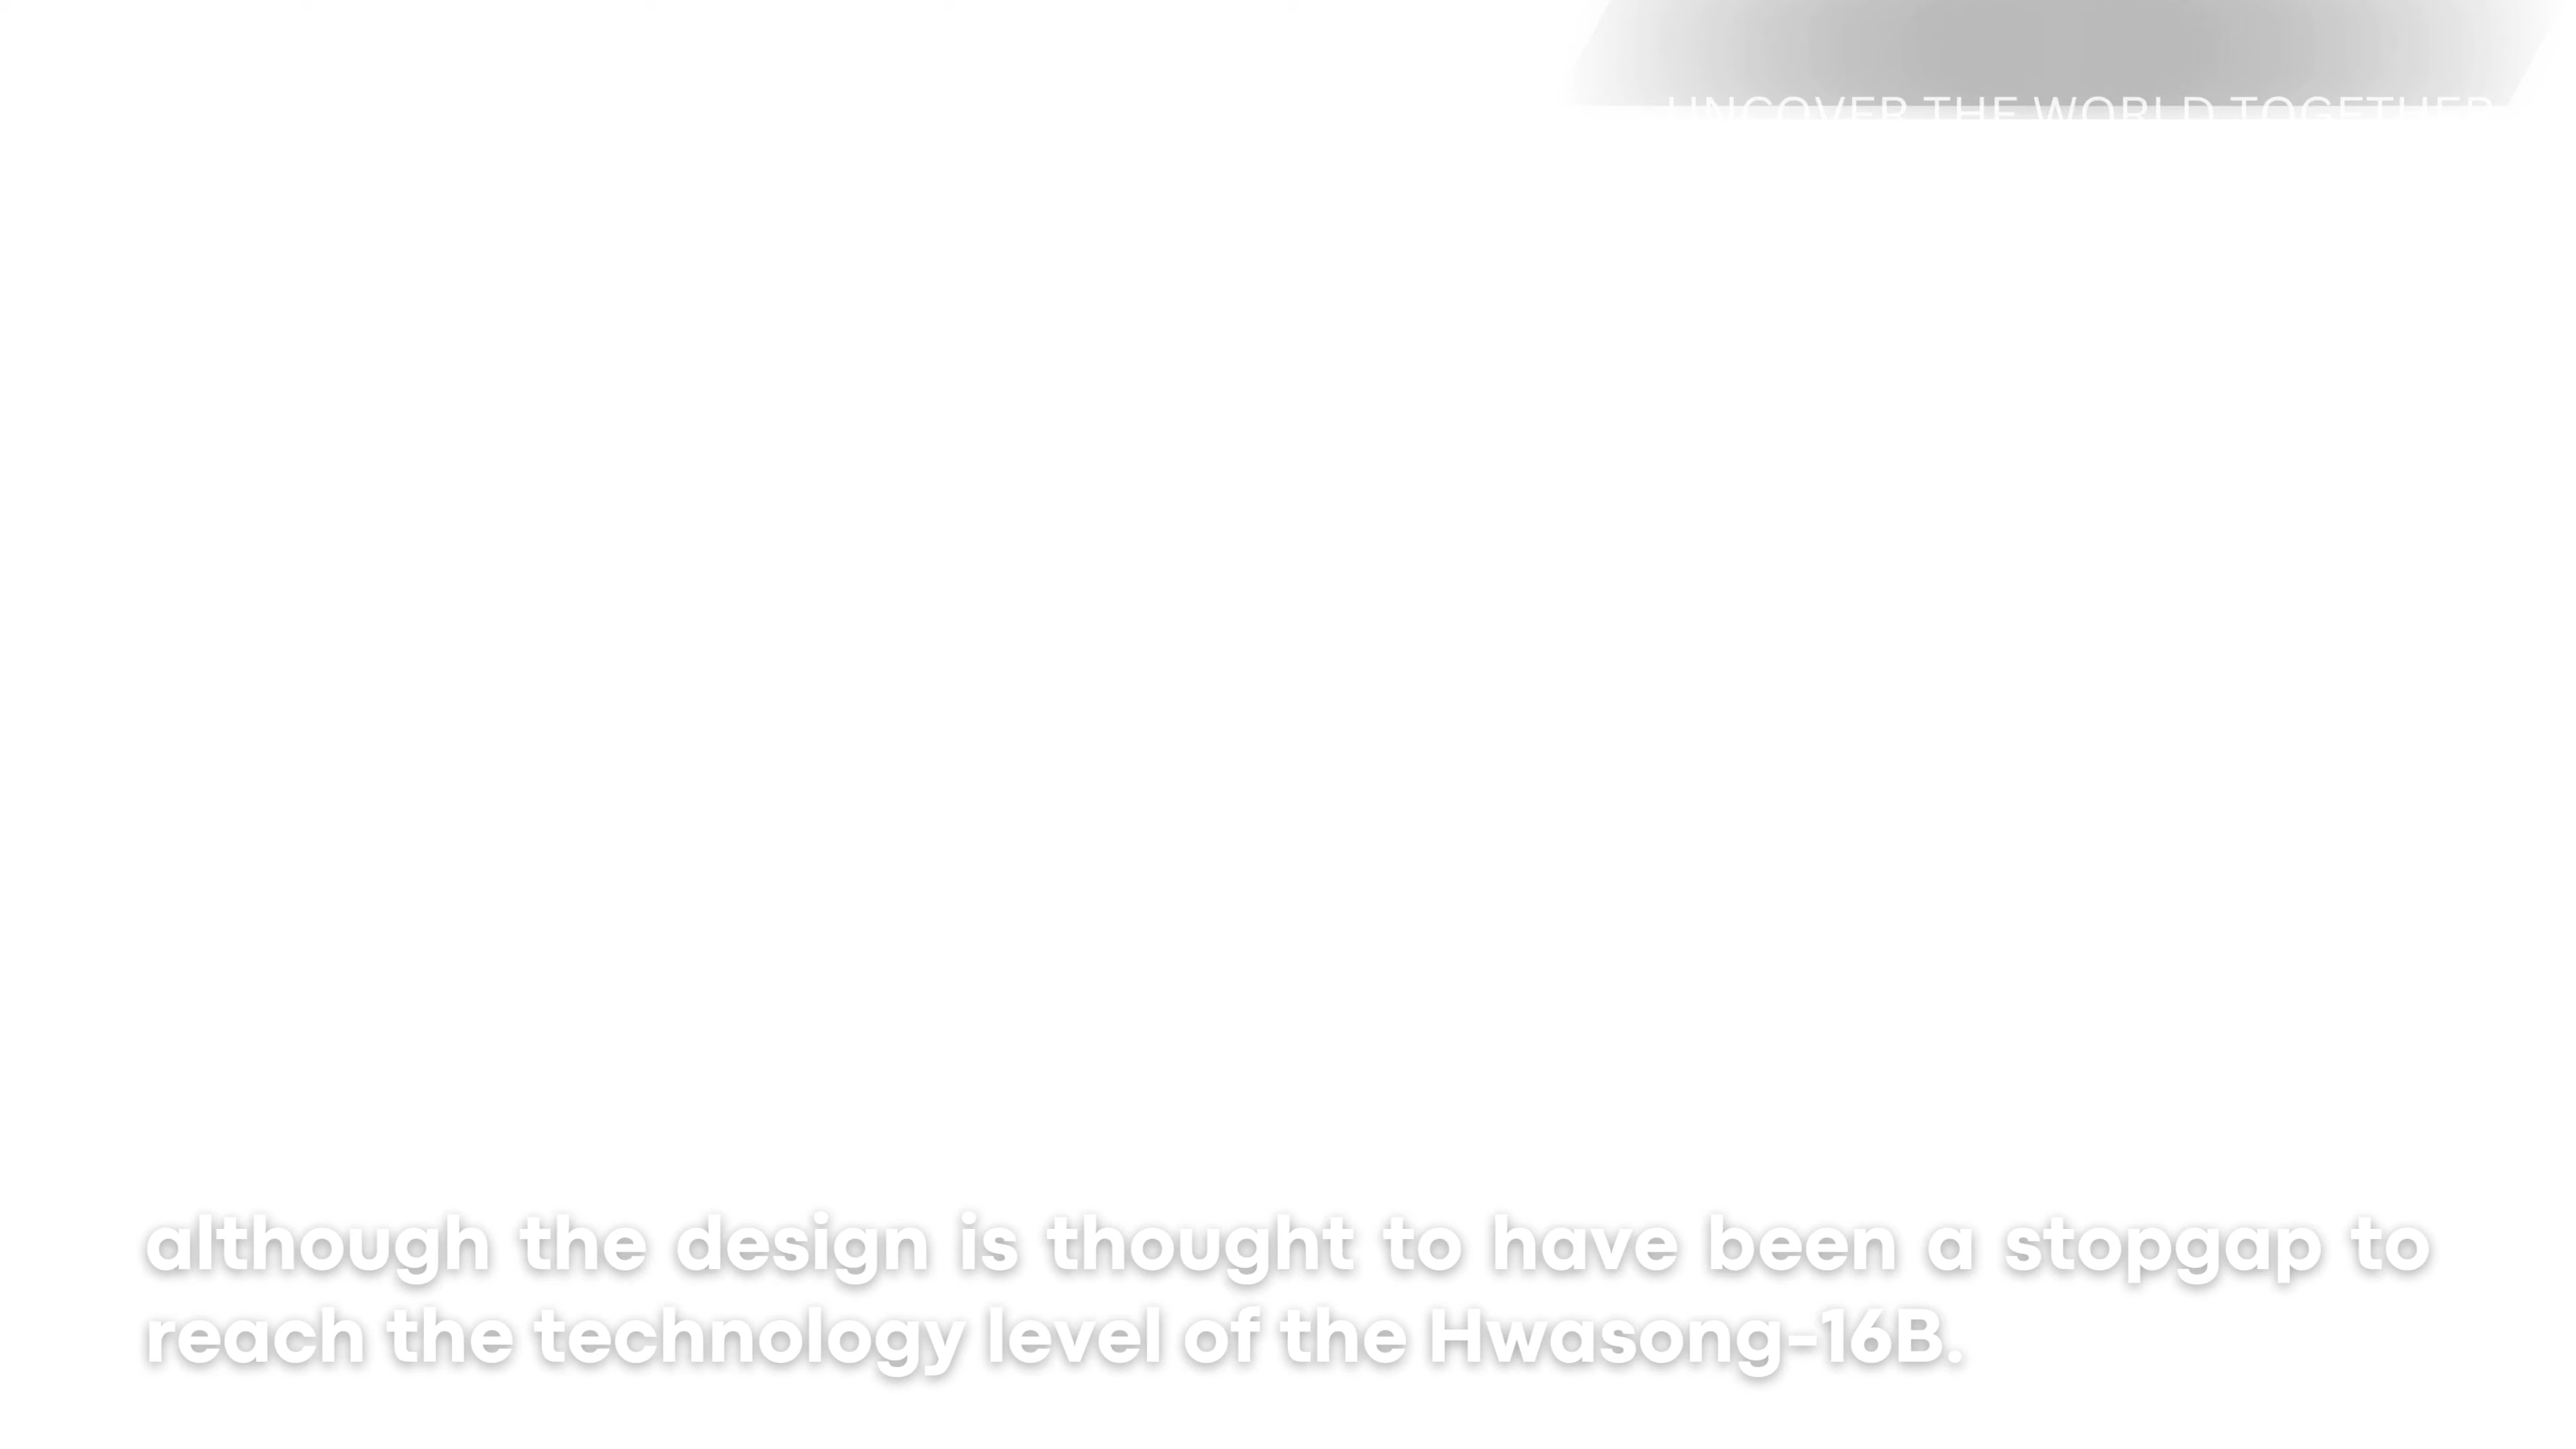 UNCOVER THE WORLD TOGETHER
although the design is thought to have been a stopgap to
reach the technology level of the Hwasong-16B.